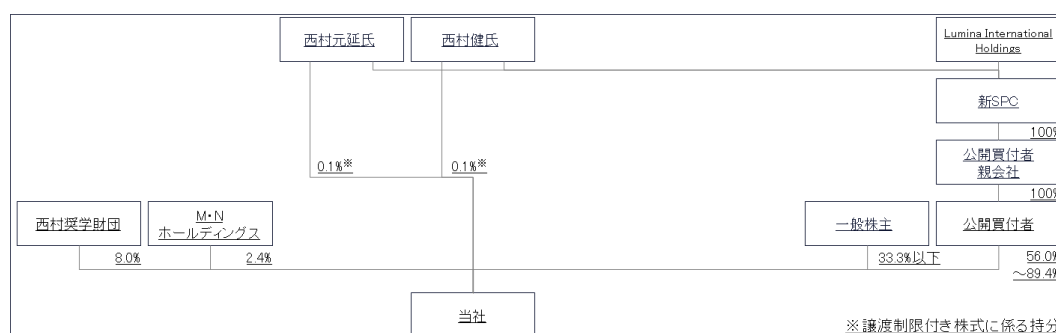 西村元延氏
西村健氏
Lumina International
Holdings
新SPC
100%
0.1%※
0.1%※
公開買付者
親会社
100%
西村奨学財団
M・N
ホールディングス
一般株主
公開買付者
8.0%
2.4%
33.3%以下
56.0%
～89.4%
当社
※譲渡制限付き株式に係る持分